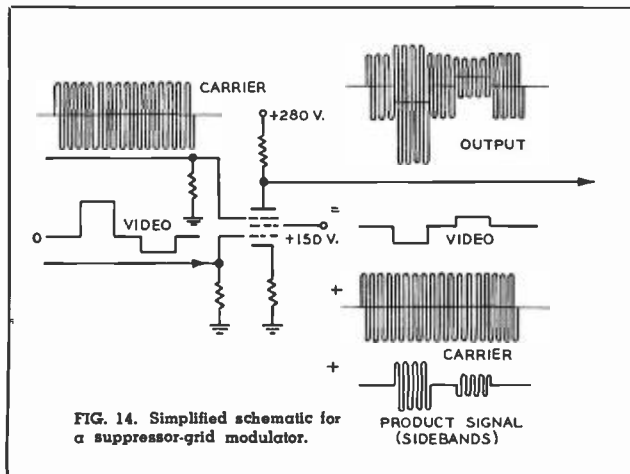 CARRIER
+280 V.
OUTPUT
0
VIDEO
+150 V.
=
VIDEO
+
CARRIER
+
PRODUCT SIGNAL
(SIDEBANDS)
FIG. 14. Simplified schematic for
a suppressor-grid modulator.